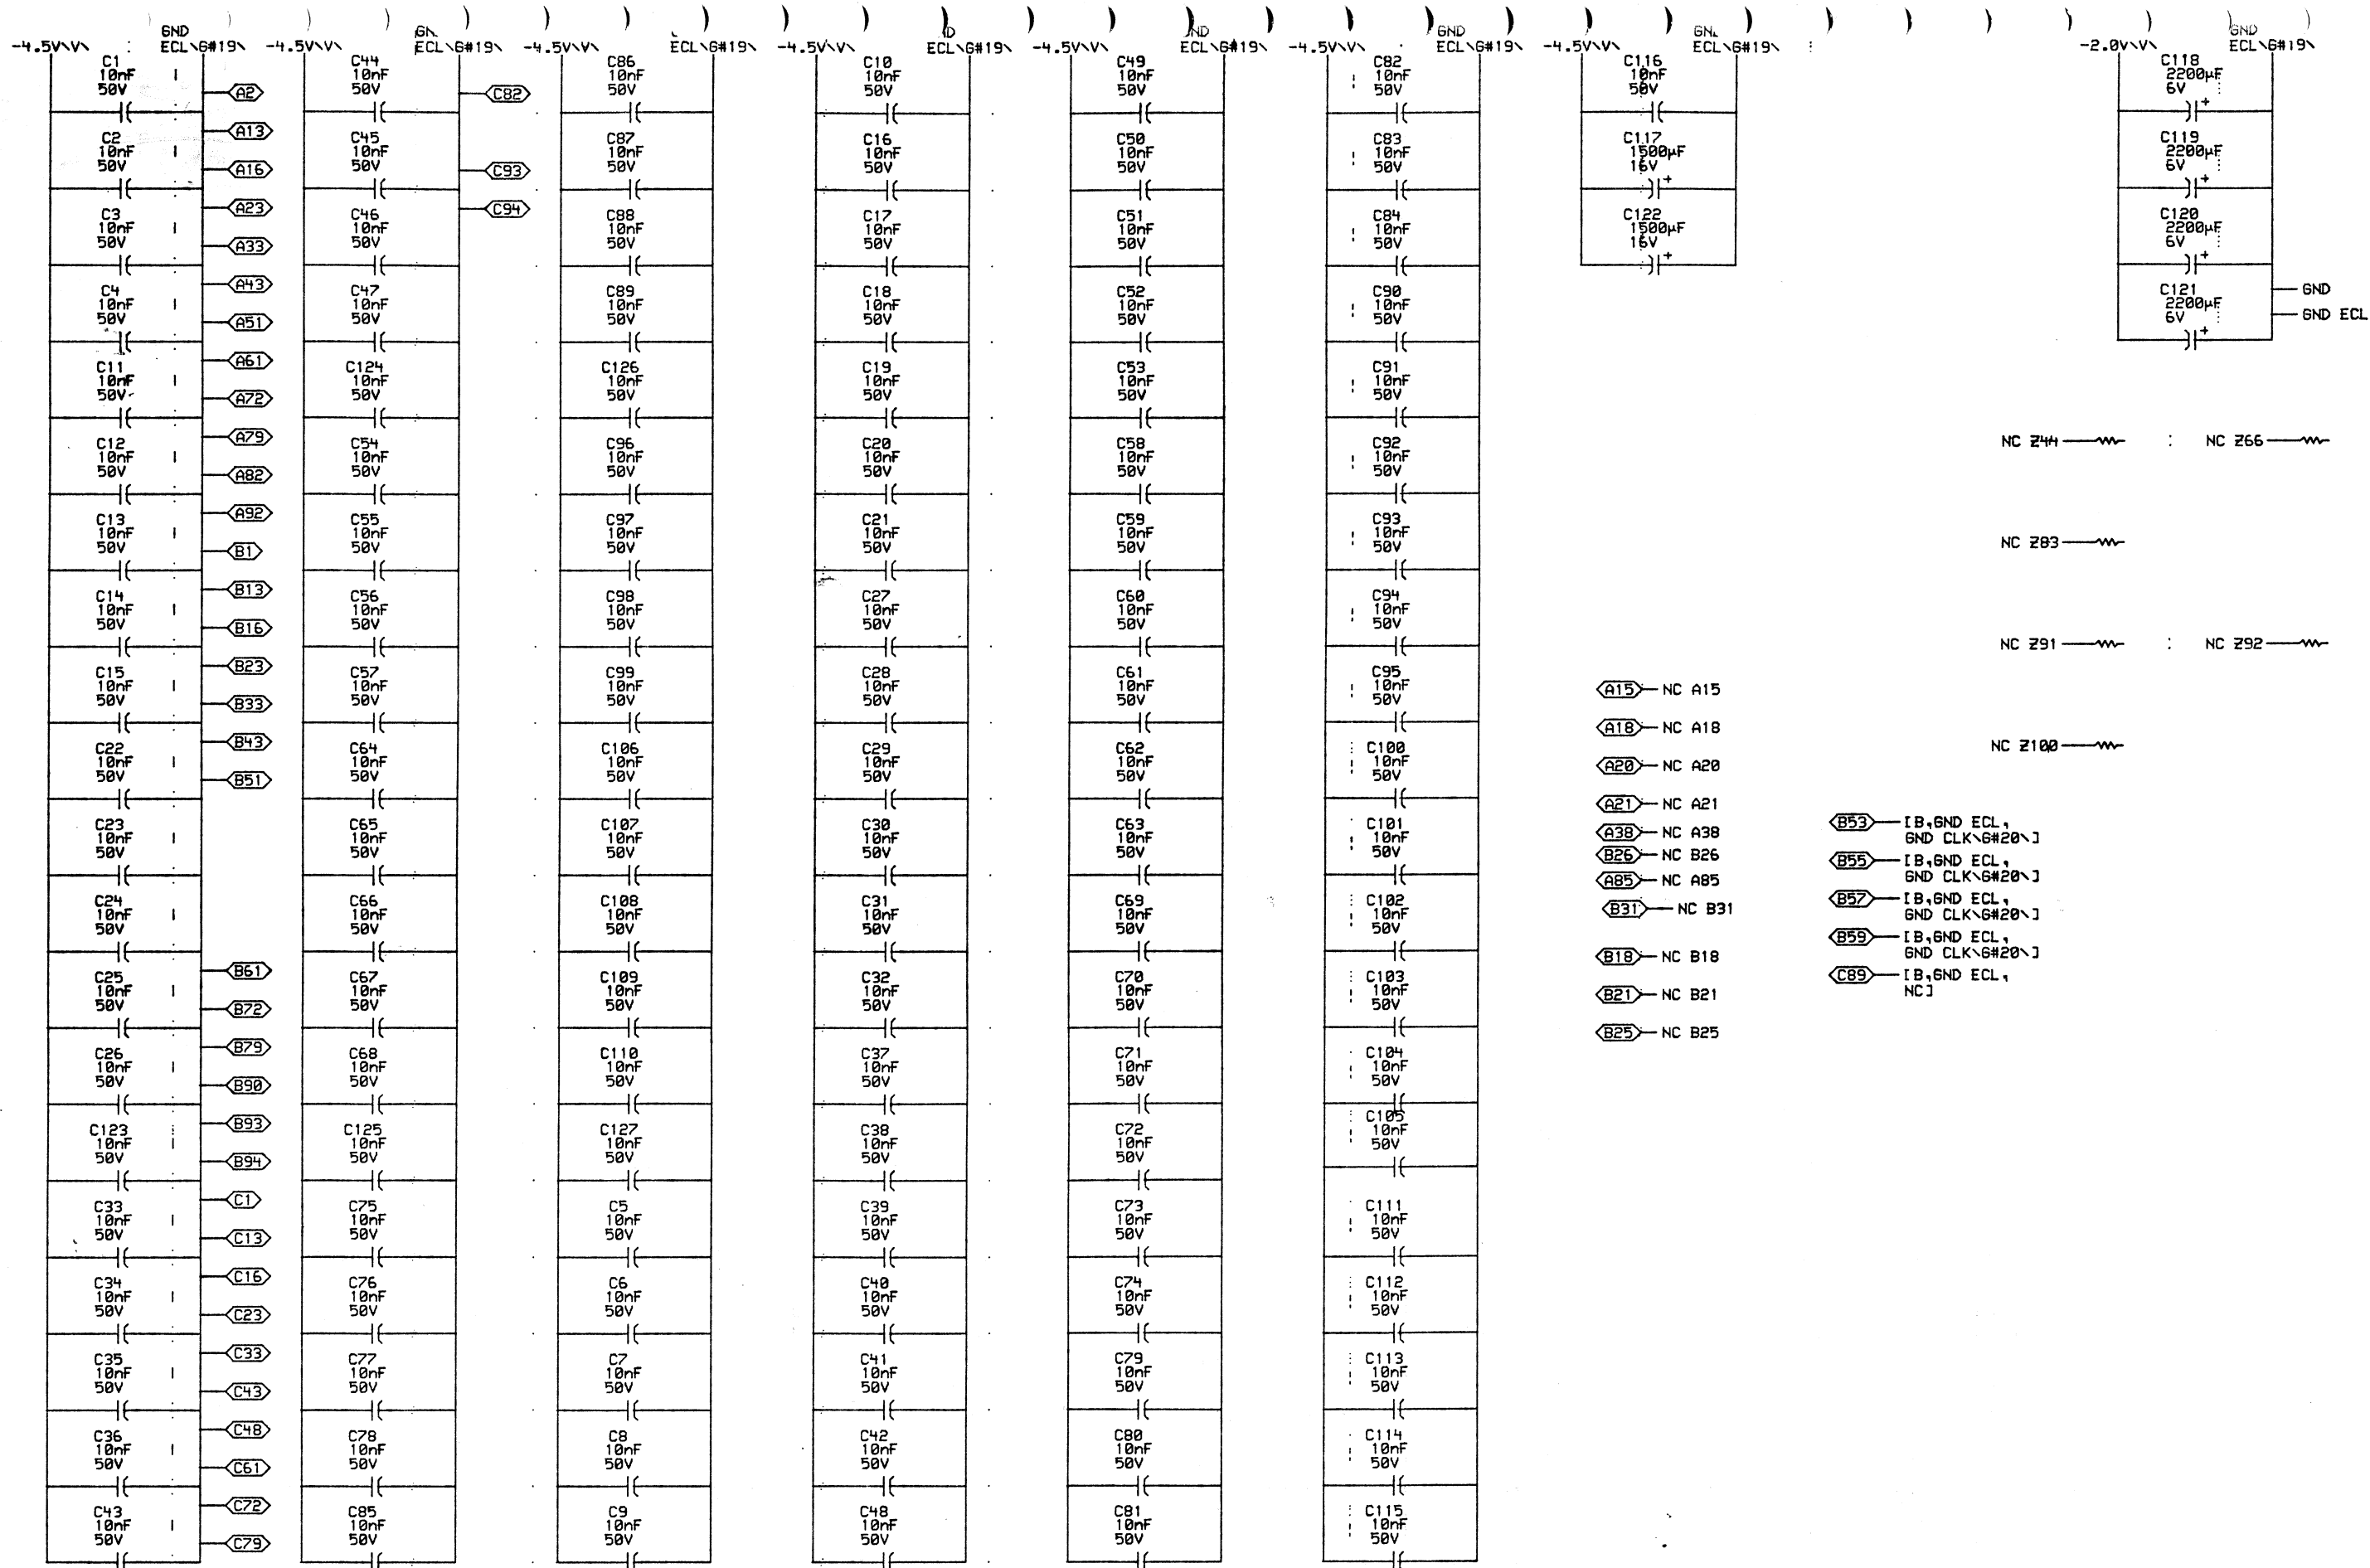 -4.5V\V\
GND
ECL\G#19\
C1
10nF
50V
C2
10nF
50V
C3
10nF
50V
C4
10nF
50V
C11
10nF
50V
C12
10nF
50V
C13
10nF
50V
C14
10nF
50V
C15
10nF
50V
C22
10nF
50V
C23
10nF
50V
C24
10nF
50V
C25
10nF
50V
C26
10nF
50V
C123
10nF
50V
C33
10nF
50V
C34
10nF
50V
C35
10nF
50V
C36
10nF
50V
C43
10nF
50V
A2
A13
A16
A23
A33
A43
A51
A61
A72
A79
A82
A92
B1
B13
B16
B23
B33
B43
B51
B61
B72
B79
B90
B93
B94
C1
C13
C16
C23
C33
C43
C48
C61
C72
C79
-4.5V\V\
ECL\G#19\
C44
10nF
50V
C45
10nF
50V
C46
10nF
50V
C47
10nF
50V
C124
10nF
50V
C54
10nF
50V
C55
10nF
50V
C56
10nF
50V
C57
10nF
50V
C64
10nF
50V
C65
10nF
50V
C66
10nF
50V
C67
10nF
50V
C68
10nF
50V
C125
10nF
50V
C75
10nF
50V
C76
10nF
50V
C77
10nF
50V
C78
10nF
50V
C85
10nF
50V
C82
C93
C94
-4.5V\V\
ECL\G#19\
C86
10nF
50V
C87
10nF
50V
C88
10nF
50V
C89
10nF
50V
C126
10nF
50V
C96
10nF
50V
C97
10nF
50V
C98
10nF
50V
C99
10nF
50V
C106
10nF
50V
C107
10nF
50V
C108
10nF
50V
C109
10nF
50V
C110
10nF
50V
C127
10nF
50V
C5
10nF
50V
C6
10nF
50V
C7
10nF
50V
C8
10nF
50V
C9
10nF
50V
-4.5V\V\
ECL\G#19\
C10
10nF
50V
C16
10nF
50V
C17
10nF
50V
C18
10nF
50V
C19
10nF
50V
C20
10nF
50V
C21
10nF
50V
C27
10nF
50V
C28
10nF
50V
C29
10nF
50V
C30
10nF
50V
C31
10nF
50V
C32
10nF
50V
C37
10nF
50V
C38
10nF
50V
C39
10nF
50V
C40
10nF
50V
C41
10nF
50V
C42
10nF
50V
C48
10nF
50V
-4.5V\V\
ECL\G#19\
C49
10nF
50V
C50
10nF
50V
C51
10nF
50V
C52
10nF
50V
C53
10nF
50V
C58
10nF
50V
C59
10nF
50V
C60
10nF
50V
C61
10nF
50V
C62
10nF
50V
C63
10nF
50V
C69
10nF
50V
C70
10nF
50V
C71
10nF
50V
C72
10nF
50V
C73
10nF
50V
C74
10nF
50V
C79
10nF
50V
C80
10nF
50V
C81
10nF
50V
-4.5V\V\
GND
ECL\G#19\
C82
10nF
50V
C83
10nF
50V
C84
10nF
50V
C90
10nF
50V
C91
10nF
50V
C92
10nF
50V
C93
10nF
50V
C94
10nF
50V
C95
10nF
50V
C100
10nF
50V
C101
10nF
50V
C102
10nF
50V
C103
10nF
50V
C104
10nF
50V
C105
10nF
50V
C111
10nF
50V
C112
10nF
50V
C113
10nF
50V
C114
10nF
50V
C115
10nF
50V
-4.5V\V\
ECL\G#19\
C116
10nF
50V
C117
1500µF
16V
+
C122
1500µF
16V
+
A15 NC A15
A18 NC A18
A20 NC A20
A21 NC A21
A38 NC A38
B26 NC B26
A85 NC A85
B31 NC B31
B18 NC B18
B21 NC B21
B25 NC B25
-2.0V\V\
GND
ECL\G#19\
C118
2200µF
6V
+
C119
2200µF
6V
+
C120
2200µF
6V
+
C121
2200µF
6V
+
GND
GND ECL
NC Z44
NC Z66
NC Z83
NC Z91
NC Z92
NC Z100
B53 [B,GND ECL,
GND CLK\G#20\]
B55 [B,GND ECL,
GND CLK\G#20\]
B57 [B,GND ECL,
GND CLK\G#20\]
B59 [B,GND ECL,
GND CLK\G#20\]
C89 [B,GND ECL,
NC]